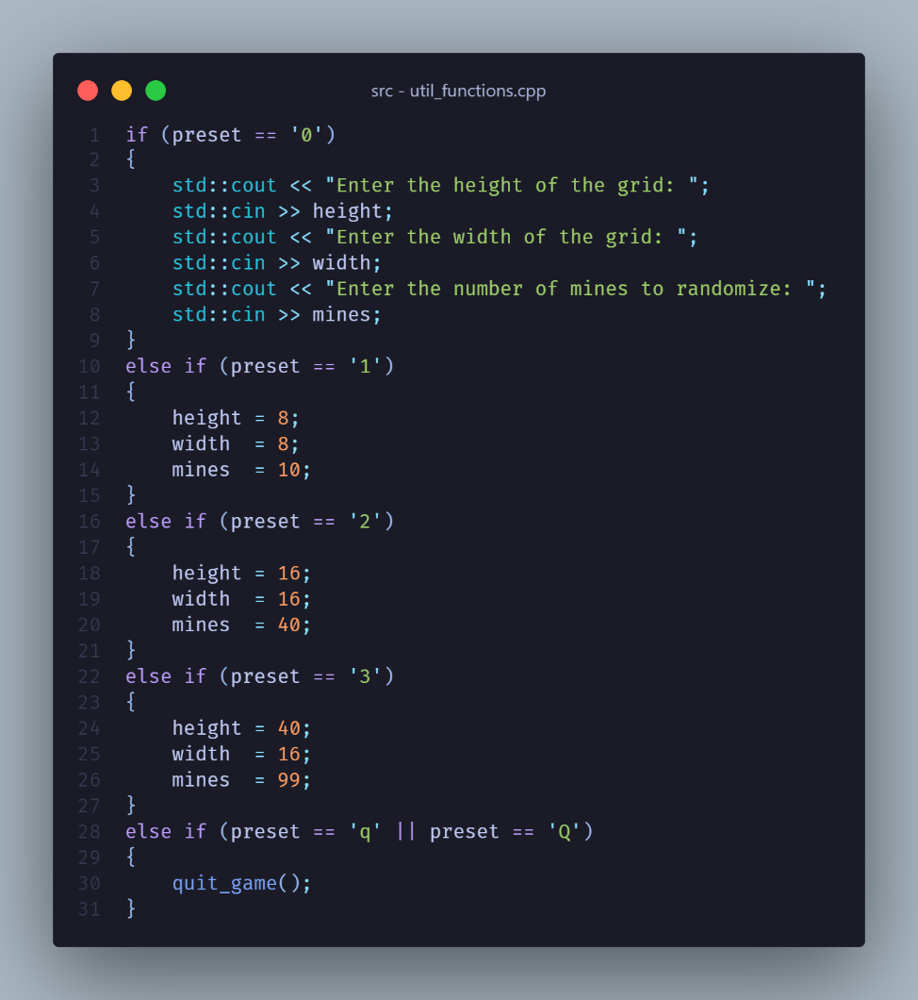 src - util_functions.cpp
1 if (preset == '0')
2 {
3     std::cout << "Enter the height of the grid: ";
4     std::cin >> height;
5     std::cout << "Enter the width of the grid: ";
6     std::cin >> width;
7     std::cout << "Enter the number of mines to randomize: ";
8     std::cin >> mines;
9 }
10 else if (preset == '1')
11 {
12     height = 8;
13     width  = 8;
14     mines  = 10;
15 }
16 else if (preset == '2')
17 {
18     height = 16;
19     width  = 16;
20     mines  = 40;
21 }
22 else if (preset == '3')
23 {
24     height = 40;
25     width  = 16;
26     mines  = 99;
27 }
28 else if (preset == 'q' || preset == 'Q')
29 {
30     quit_game();
31 }